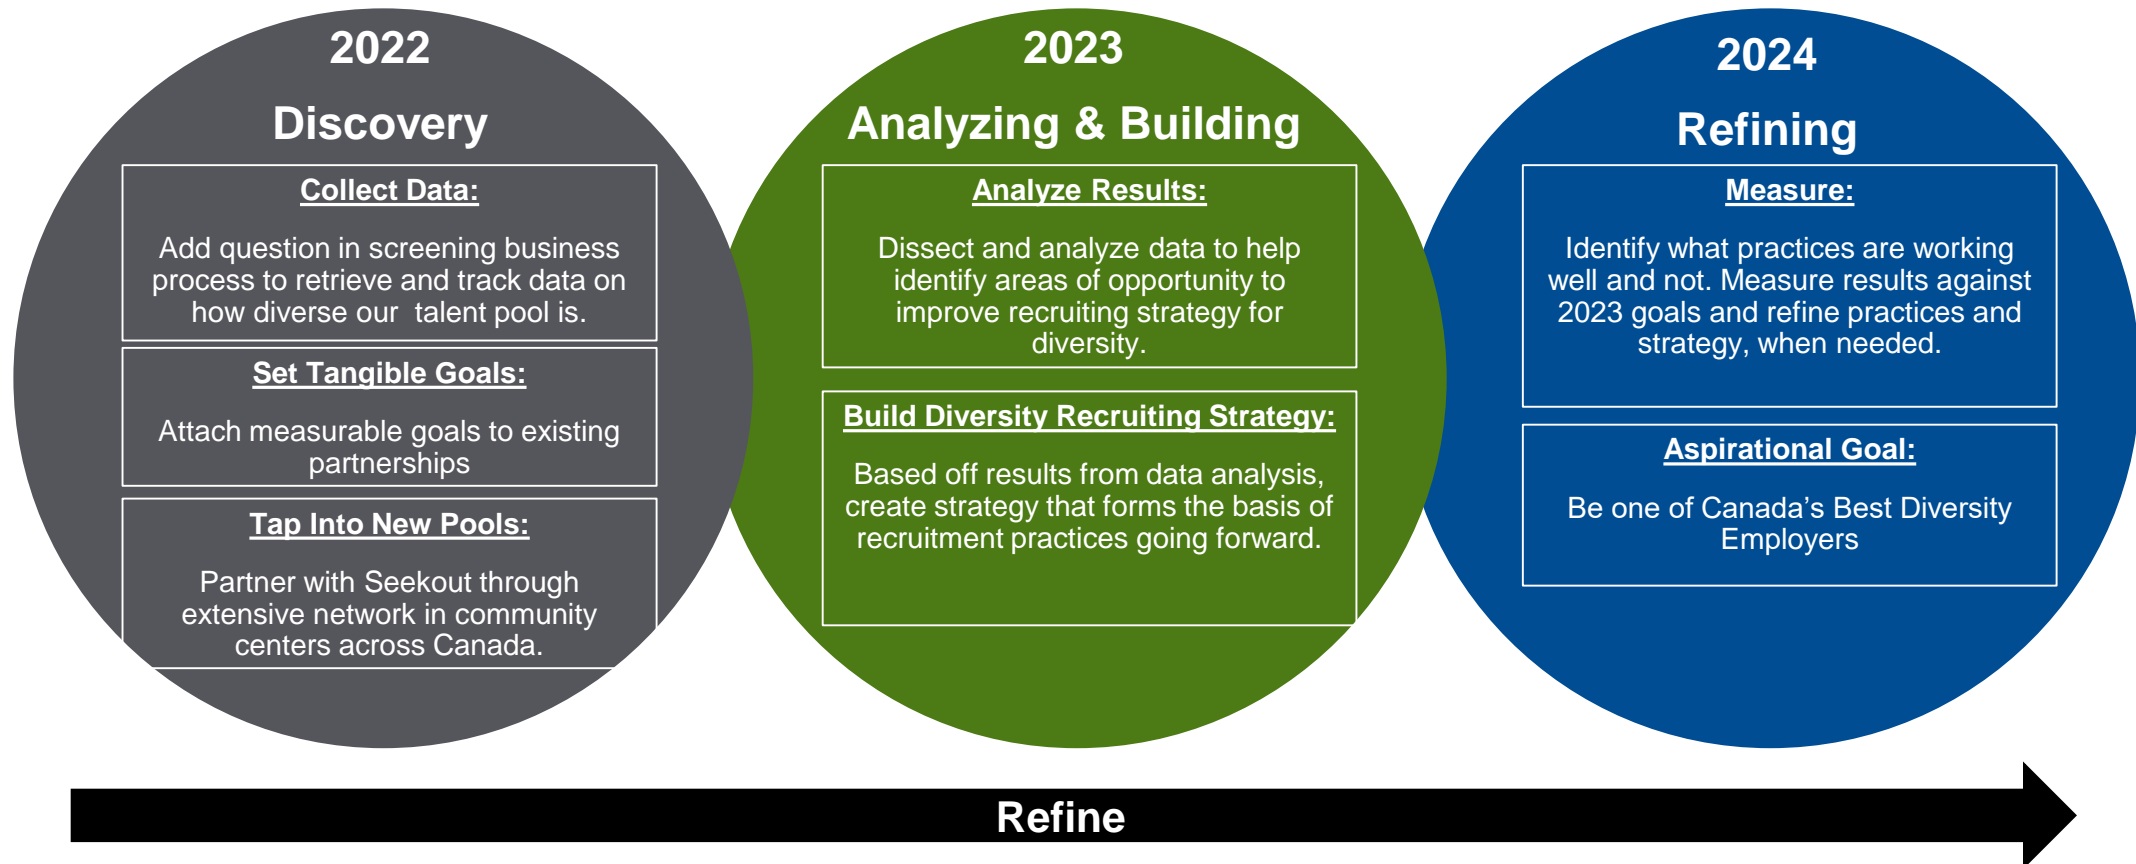 2022
Discovery
Collect Data:
Add question in screening business
process to retrieve and track data on
how diverse our  talent pool is.
Set Tangible Goals:
Attach measurable goals to existing
partnerships
Tap Into New Pools:
Partner with Seekout through
extensive network in community
centers across Canada.
2023
Analyzing & Building
Analyze Results:
Dissect and analyze data to help
identify areas of opportunity to
improve recruiting strategy for
diversity.
Build Diversity Recruiting Strategy:
Based off results from data analysis,
create strategy that forms the basis of
recruitment practices going forward.
2024
Refining
Measure:
Identify what practices are working
well and not. Measure results against
2023 goals and refine practices and
strategy, when needed.
Aspirational Goal:
Be one of Canada’s Best Diversity
Employers
Refine